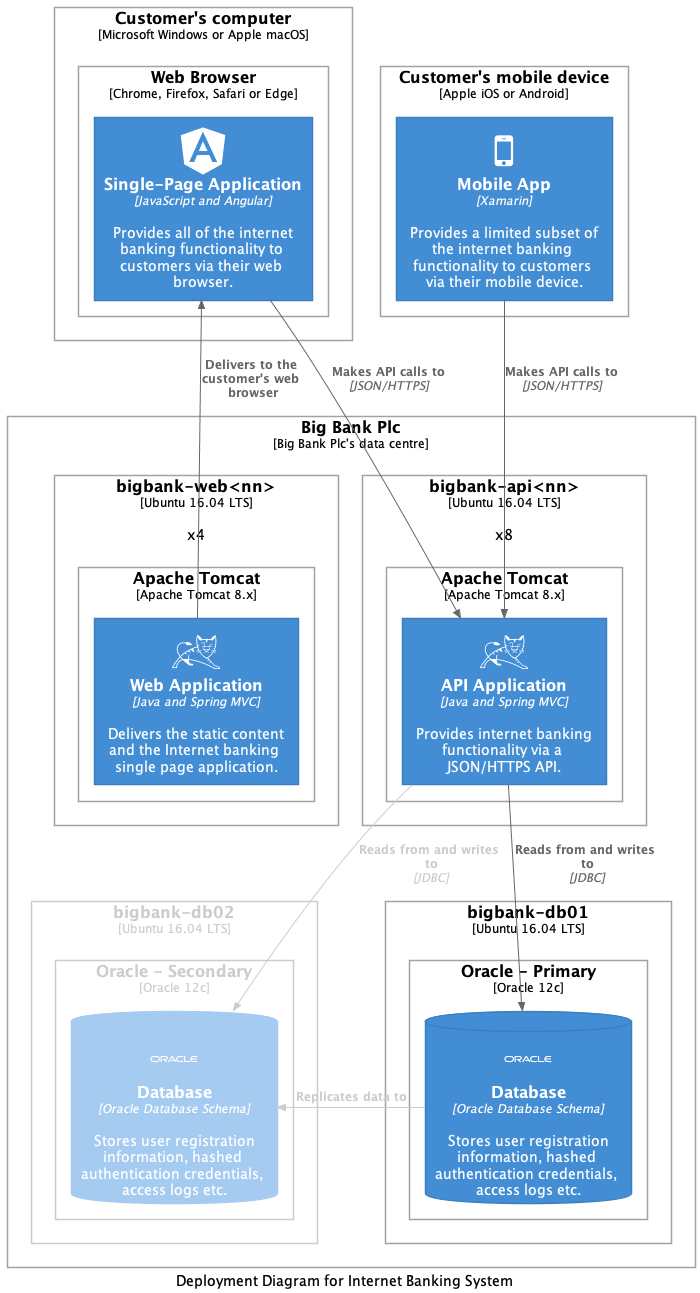 Customer's computer
[Microsoft Windows or Apple macOS]
Web Browser
[Chrome, Firefox, Safari or Edge]
Single-Page Application
[JavaScript and Angular]
Provides all of the internet
banking functionality to
customers via their web
browser.
Customer's mobile device
[Apple iOS or Android]
Mobile App
[Xamarin]
Provides a limited subset of
the internet banking
functionality to customers
via their mobile device.
Delivers to the
customer's web
browser
Makes API calls to
[JSON/HTTPS]
Makes API calls to
[JSON/HTTPS]
Big Bank Plc
[Big Bank Plc's data centre]
bigbank-web<nn>
[Ubuntu 16.04 LTS]
x4
Apache Tomcat
[Apache Tomcat 8.x]
Web Application
[Java and Spring MVC]
Delivers the static content
and the Internet banking
single page application.
bigbank-api<nn>
[Ubuntu 16.04 LTS]
x8
Apache Tomcat
[Apache Tomcat 8.x]
API Application
[Java and Spring MVC]
Provides internet banking
functionality via a
JSON/HTTPS API.
Reads from and writes
to
[JDBC]
Reads from and writes
to
[JDBC]
bigbank-db02
[Ubuntu 16.04 LTS]
Oracle - Secondary
[Oracle 12c]
ORACLE
Database
[Oracle Database Schema]
Stores user registration
information, hashed
authentication credentials,
access logs etc.
Replicates data to
bigbank-db01
[Ubuntu 16.04 LTS]
Oracle - Primary
[Oracle 12c]
ORACLE
Database
[Oracle Database Schema]
Stores user registration
information, hashed
authentication credentials,
access logs etc.
Deployment Diagram for Internet Banking System